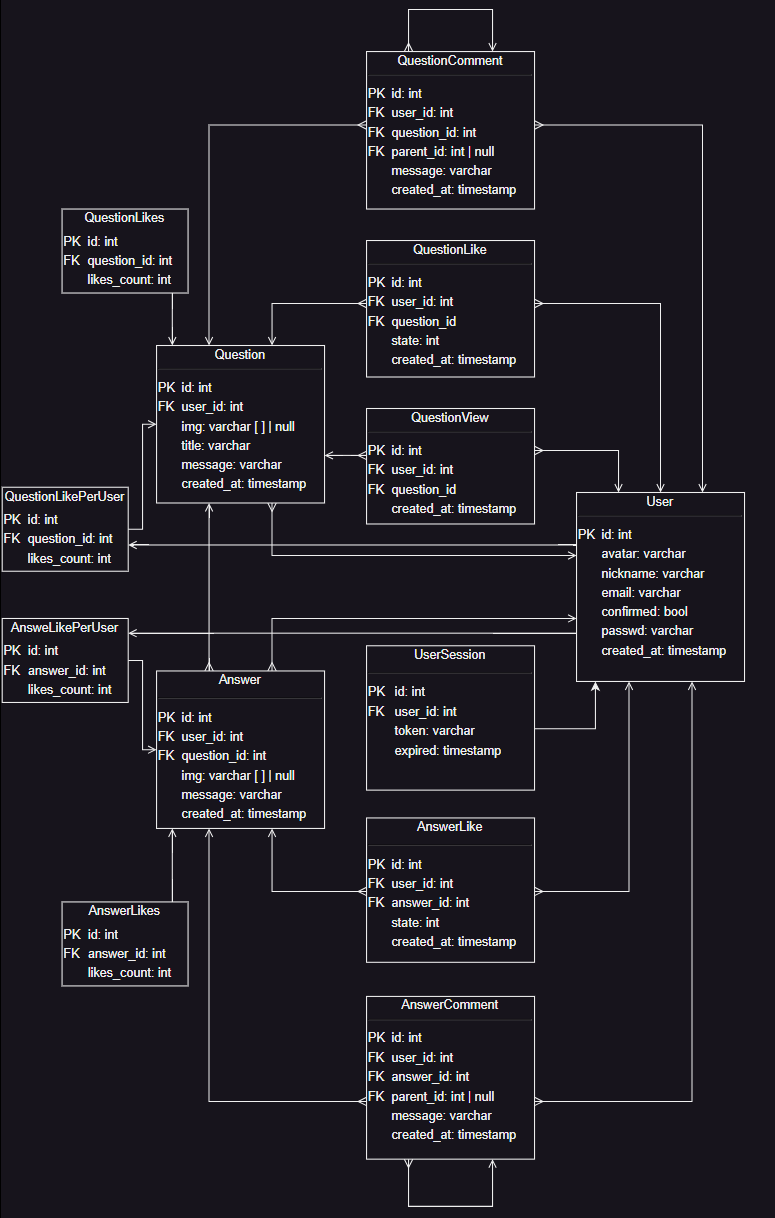 QuestionComment
PK id: int
FK user_id: int
FK question_id: int
FK parent_id: int | null
message: varchar
created_at: timestamp
QuestionLikes
PK id: int
FK question_id: int
likes_count: int
QuestionLike
PK id: int
FK user_id: int
FK question_id
state: int
created_at: timestamp
Question
PK id: int
FK user_id: int
img: varchar [ ] | null
title: varchar
message: varchar
created_at: timestamp
QuestionView
PK id: int
FK user_id: int
FK question_id
created_at: timestamp
QuestionLikePerUser
PK id: int
FK question_id: int
likes_count: int
User
PK id: int
avatar: varchar
nickname: varchar
email: varchar
confirmed: bool
passwd: varchar
created_at: timestamp
AnsweLikePerUser
PK id: int
FK answer_id: int
likes_count: int
UserSession
PK id: int
FK user_id: int
token: varchar
expired: timestamp
Answer
PK id: int
FK user_id: int
FK question_id: int
img: varchar [ ] | null
message: varchar
created_at: timestamp
AnswerLike
PK id: int
FK user_id: int
FK answer_id: int
state: int
created_at: timestamp
AnswerLikes
PK id: int
FK answer_id: int
likes_count: int
AnswerComment
PK id: int
FK user_id: int
FK answer_id: int
FK parent_id: int | null
message: varchar
created_at: timestamp